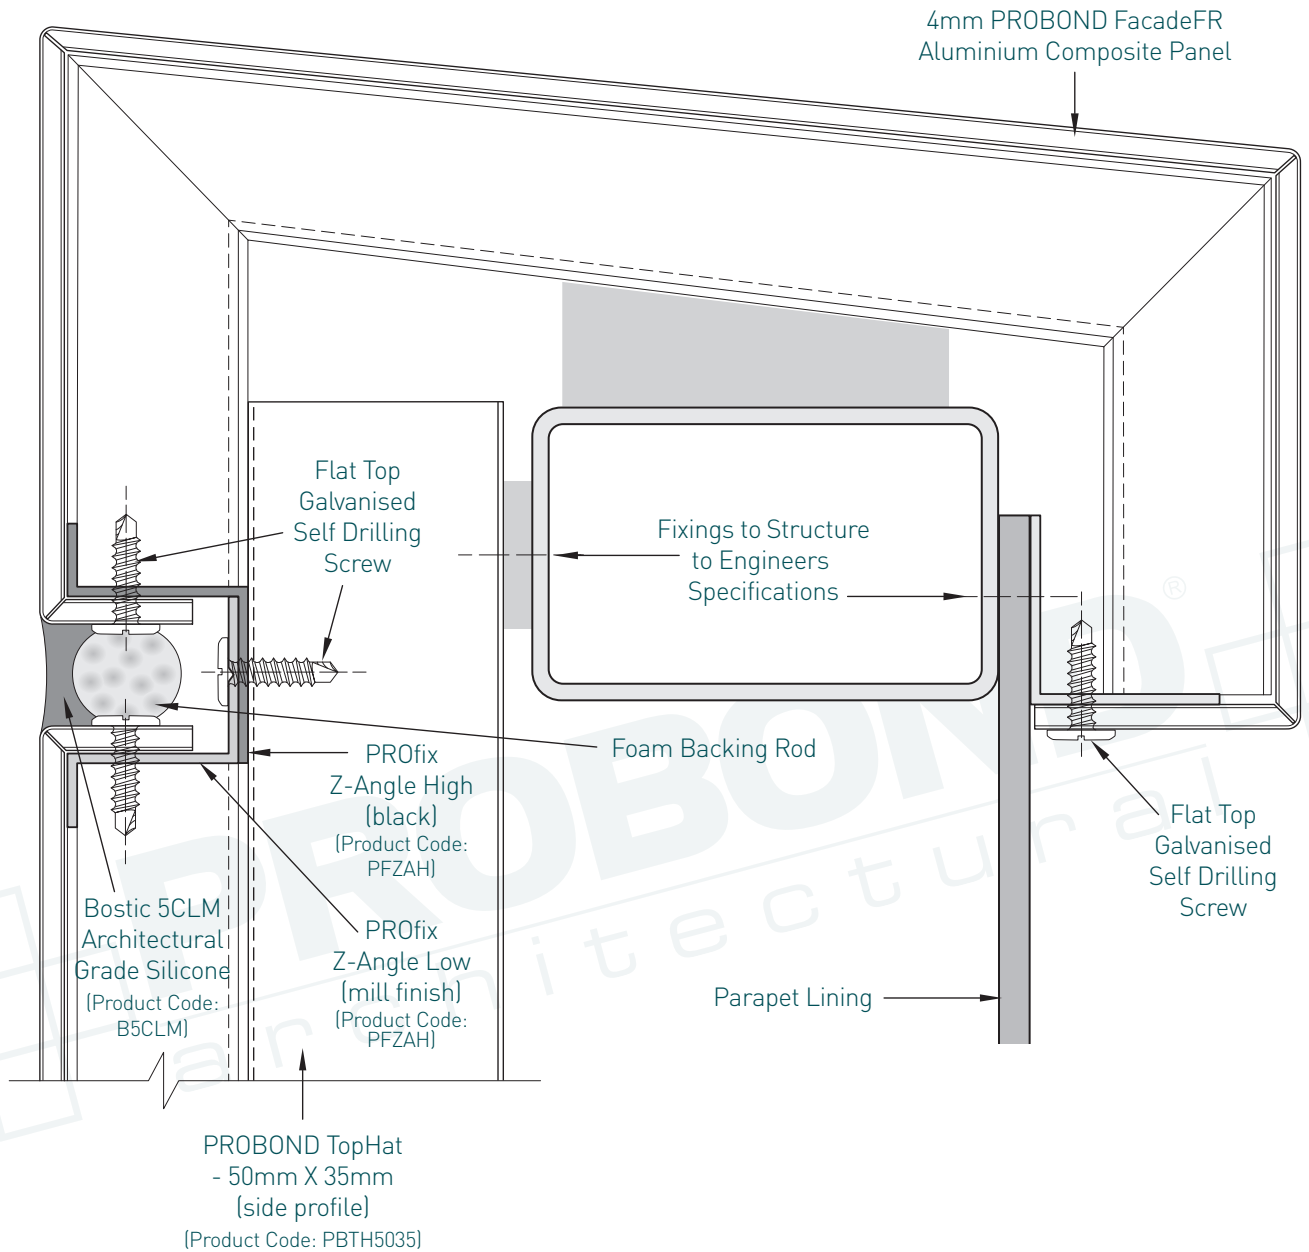 4mm PROBOND FacadeFR
Aluminium Composite Panel
Flat Top
Galvanised
Self Drilling
Screw
Fixings to Structure
to Engineers
Specifications
Foam Backing Rod
PROfix
Z-Angle High
(black)
(Product Code:
PFZAH)
Flat Top
Galvanised
Self Drilling
Screw
Bostic 5CLM
Architectural
Grade Silicone
(Product Code:
B5CLM)
PROfix
Z-Angle Low
(mill finish)
(Product Code:
PFZAH)
Parapet Lining
PROBOND TopHat
- 50mm X 35mm
(side profile)
(Product Code: PBTH5035)
PROBOND®
architectural